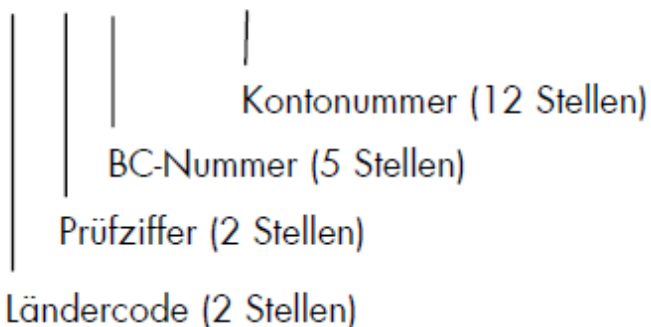 Kontonummer (12 Stellen)
BC-Nummer (5 Stellen)
Prüfziffer (2 Stellen)
Ländercode (2 Stellen)